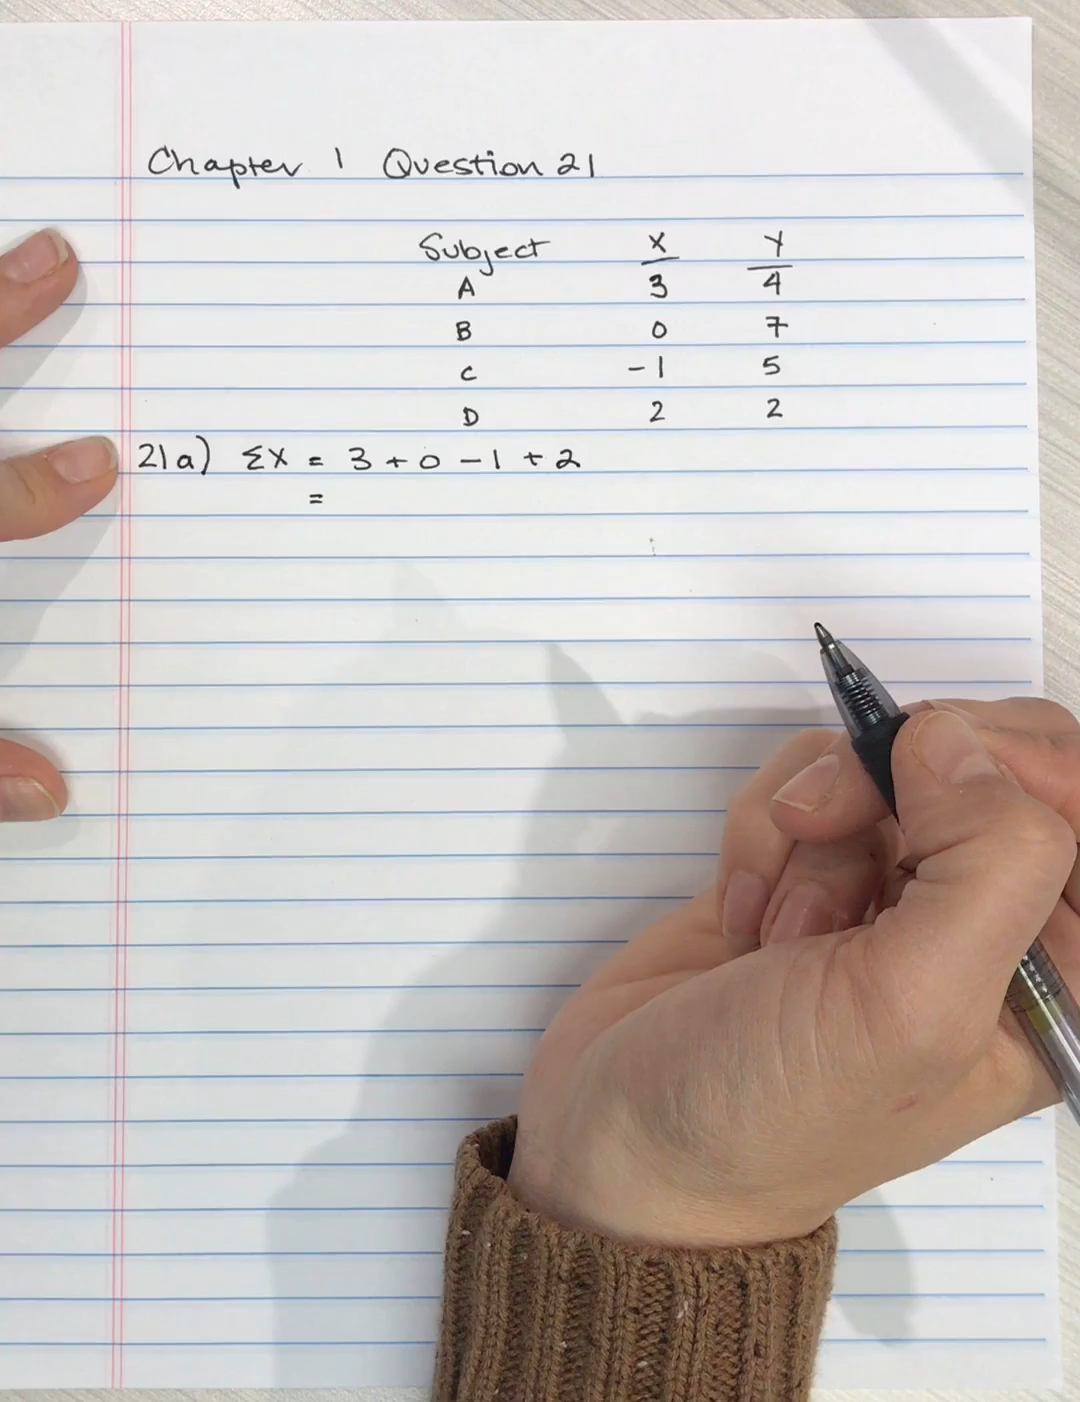 Chapter 1 Question 21
Subject X Y
A 3 4
B 0 7
C -1 5
D 2 2
21a) ΣX = 3 + 0 - 1 + 2
=